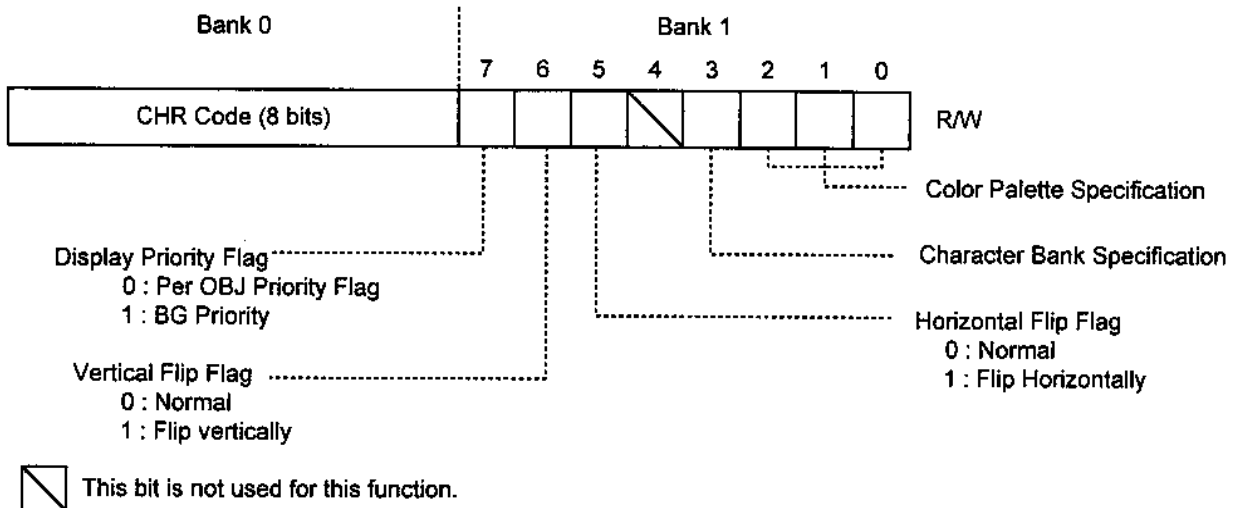 Bank 0
Bank 1
7 6 5 4 3 2 1 0
CHR Code (8 bits)
R/W
Color Palette Specification
Display Priority Flag
0 : Per OBJ Priority Flag
1 : BG Priority
Character Bank Specification
Horizontal Flip Flag
0 : Normal
1 : Flip Horizontally
Vertical Flip Flag
0 : Normal
1 : Flip vertically
This bit is not used for this function.